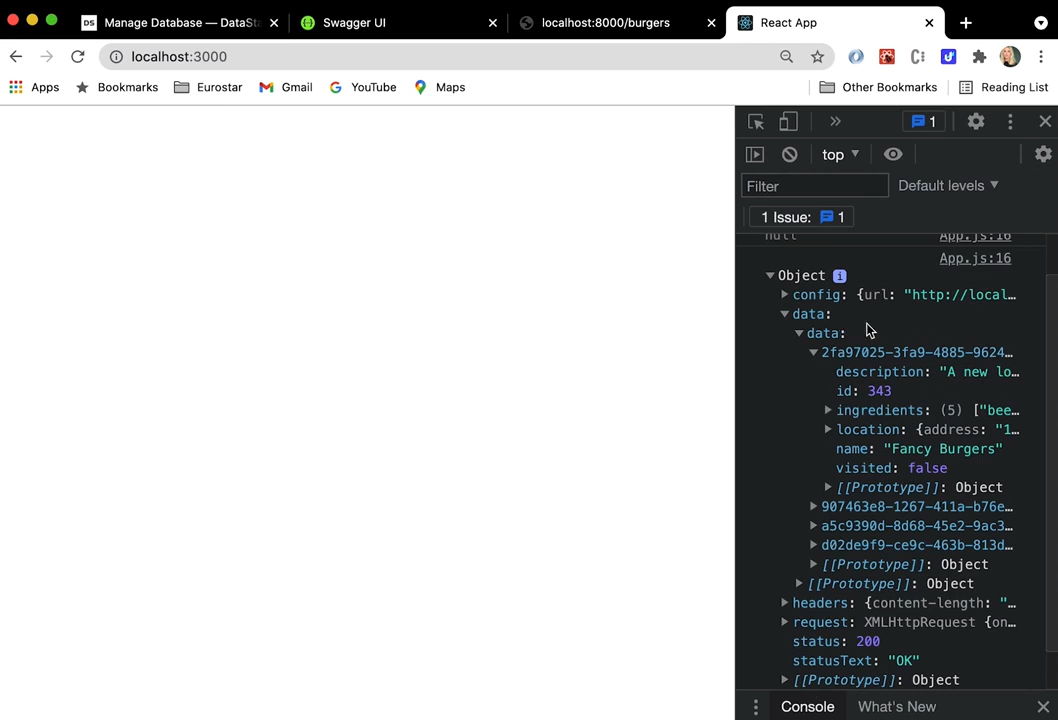 DS Manage Database — DataSta
Swagger UI
localhost:8000/burgers
React App
localhost:3000
Apps
Bookmarks
Eurostar
Gmail
YouTube
Maps
Other Bookmarks
Reading List
1
top
Filter
Default levels
1 Issue: 1
null App.js:16
App.js:16
Object i
config: {url: "http://local…
data:
data:
2fa97025-3fa9-4885-9624…
description: "A new lo…
id: 343
ingredients: (5) ["bee…
location: {address: "1…
name: "Fancy Burgers"
visited: false
[[Prototype]]: Object
907463e8-1267-411a-b76e…
a5c9390d-8d68-45e2-9ac3…
d02de9f9-ce9c-463b-813d…
[[Prototype]]: Object
[[Prototype]]: Object
headers: {content-length: "…
request: XMLHttpRequest {on…
status: 200
statusText: "OK"
[[Prototype]]: Object
Console
What's New